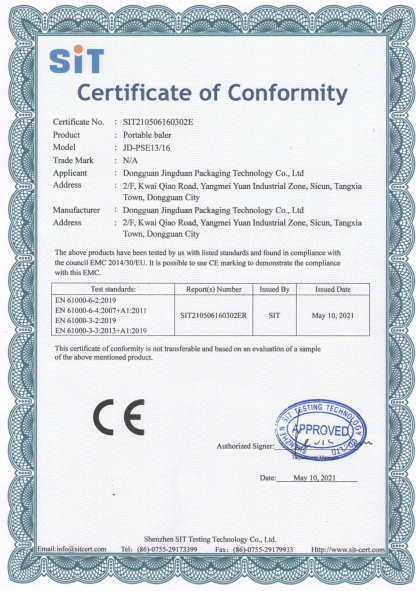 SiT
Certificate of Conformity
Certificate No. : SIT210506160302E
Product : Portable baler
Model : JD-PSE13/16
Trade Mark : N/A
Applicant : Dongguan Jingduan Packaging Technology Co., Ltd
Address : 2/F, Kwai Qiao Road, Yangmei Yuan Industrial Zone, Sicun, Tangxia
Town, Dongguan City
Manufacturer : Dongguan Jingduan Packaging Technology Co., Ltd
Address : 2/F, Kwai Qiao Road, Yangmei Yuan Industrial Zone, Sicun, Tangxia
Town, Dongguan City
The above products have been tested by us with listed standards and found in compliance with
the council EMC 2014/30/EU. It is possible to use CE marking to demonstrate the compliance
with this EMC.
Test standards: Report(s) Number Issued By Issued Date
EN 61000-6-2:2019
EN 61000-6-4:2007+A1:2011
EN 61000-3-2:2019
EN 61000-3-3:2013+A1:2019
SIT210506160302ER SIT May 10, 2021
This certificate of conformity is not transferable and based on an evaluation of a sample
of the above mentioned product.
CE
SHENZHEN SIT TESTING TECHNOLOGY CO.,LTD
APPROVED
Authorized Signer:
Department Manager
Date: May 10, 2021
Shenzhen SIT Testing Technology Co., Ltd.
Email:info@sitcert.com Tel: (86)-0755-29173399 Fax: (86)-0755-29179933 Http://www.sit-cert.com